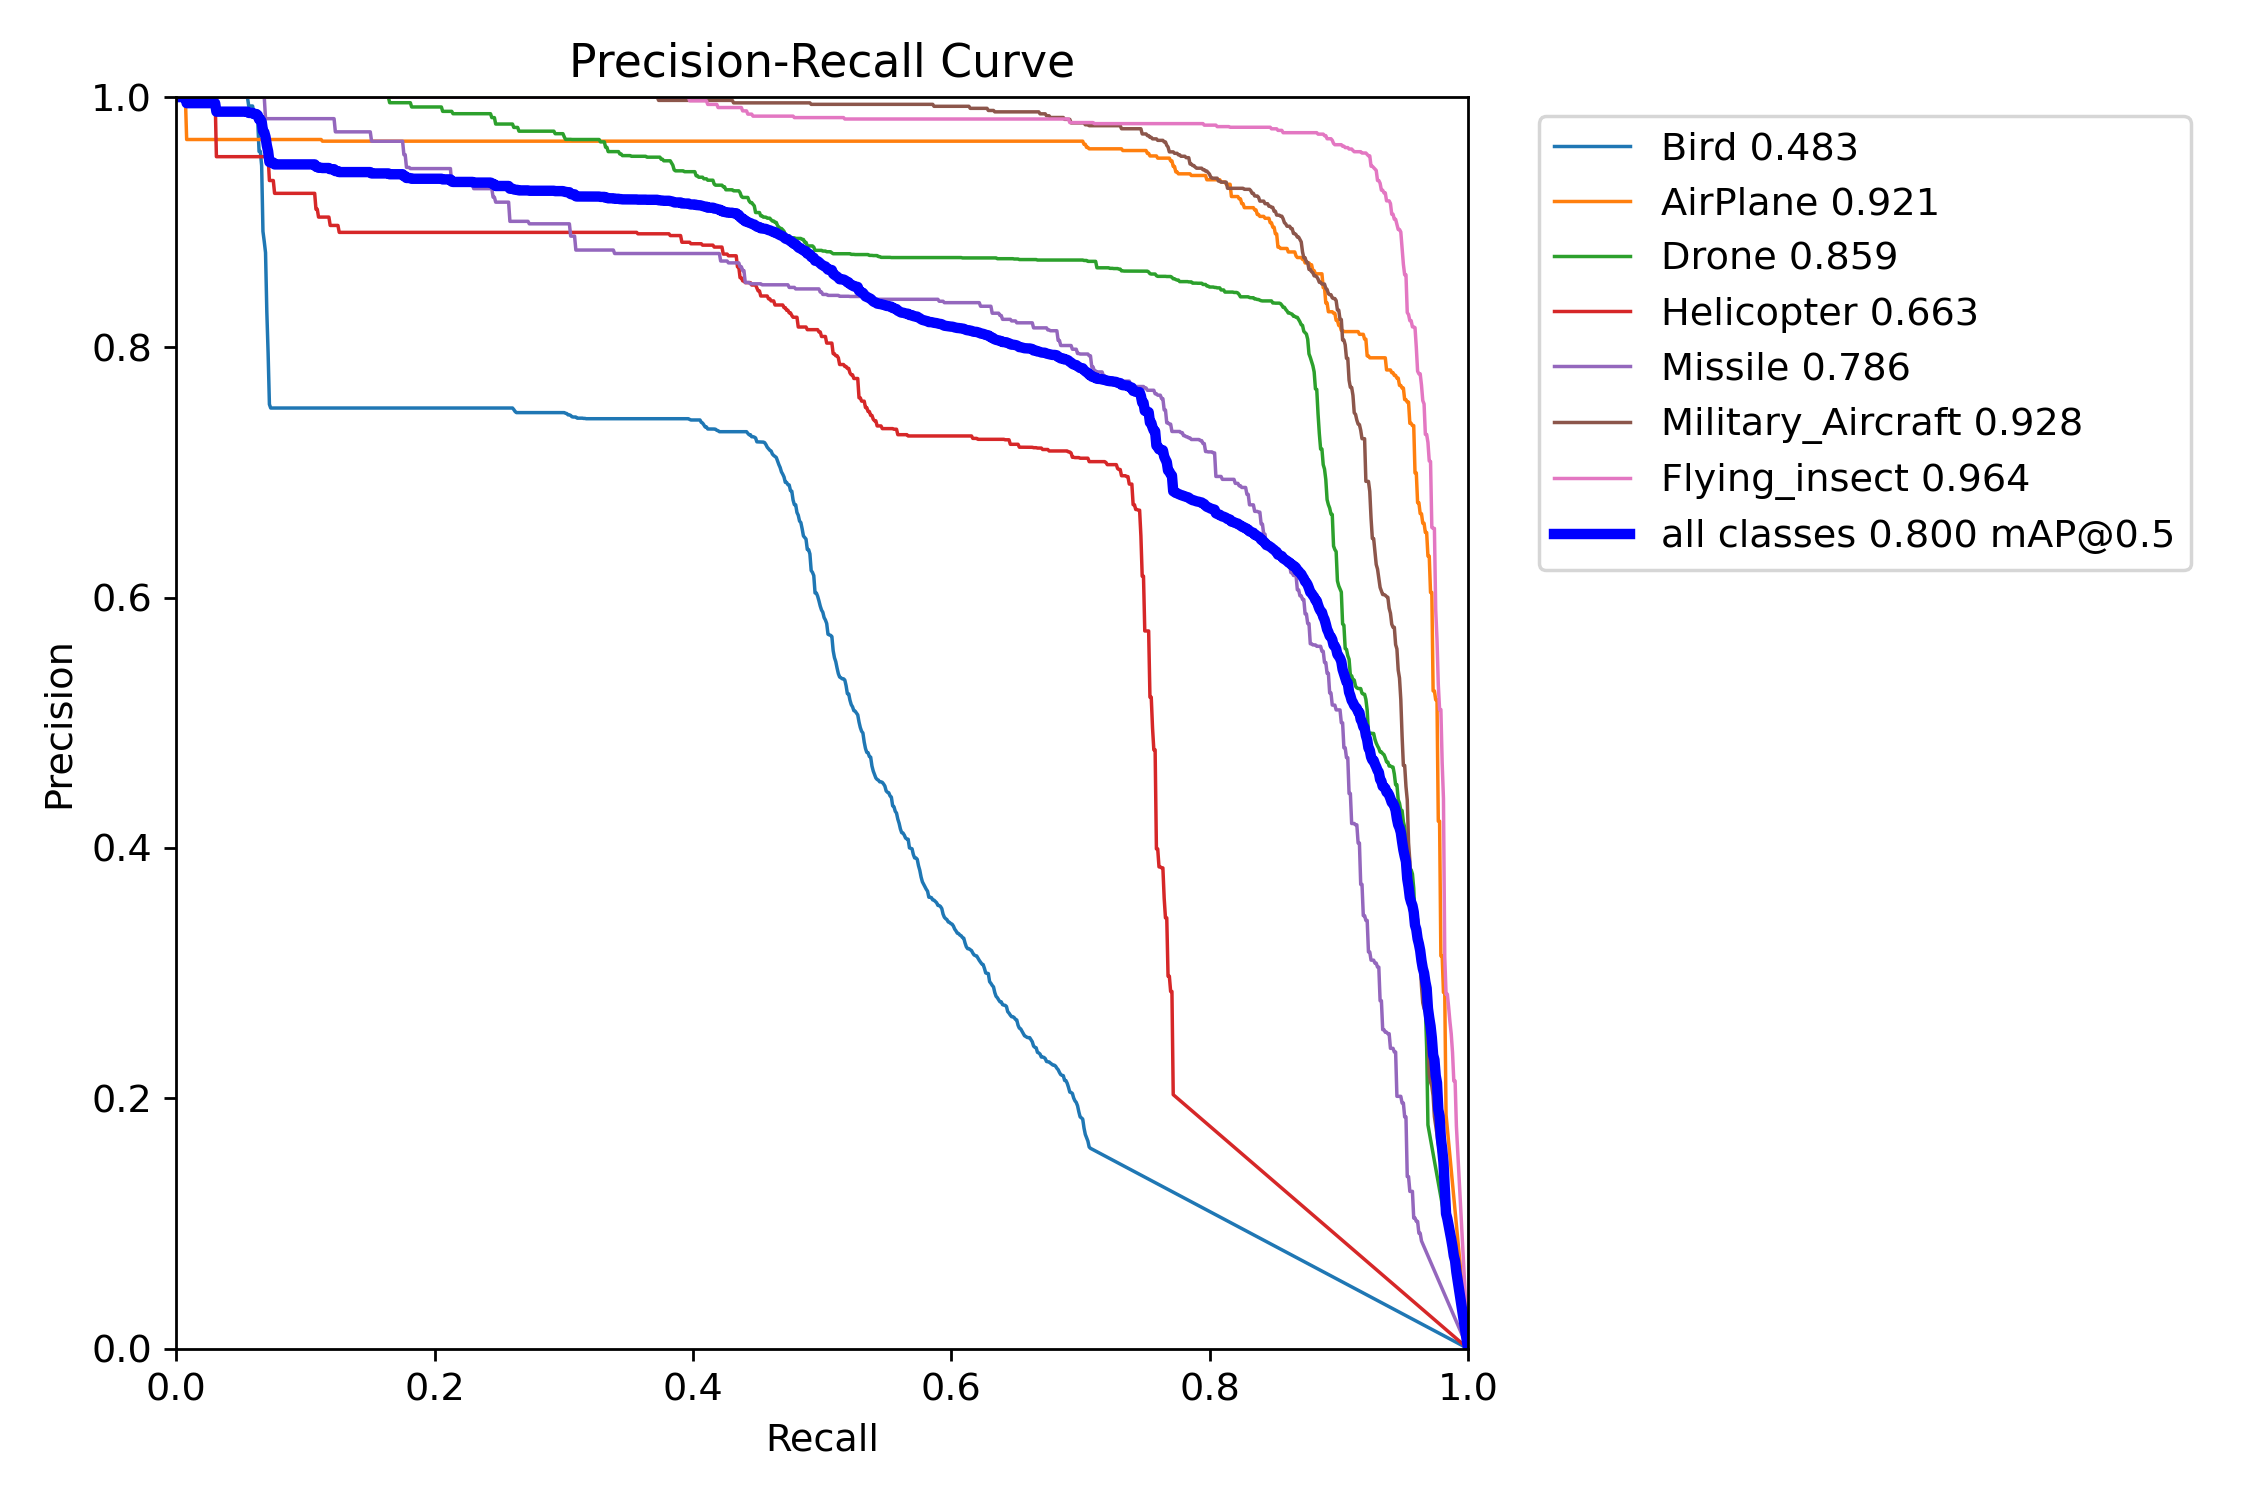 Precision-Recall Curve
1.0
0.8
0.6
0.4
0.2
0.0
Precision
0.0 0.2 0.4 0.6 0.8 1.0
Recall
Bird 0.483
AirPlane 0.921
Drone 0.859
Helicopter 0.663
Missile 0.786
Military_Aircraft 0.928
Flying_insect 0.964
all classes 0.800 mAP@0.5